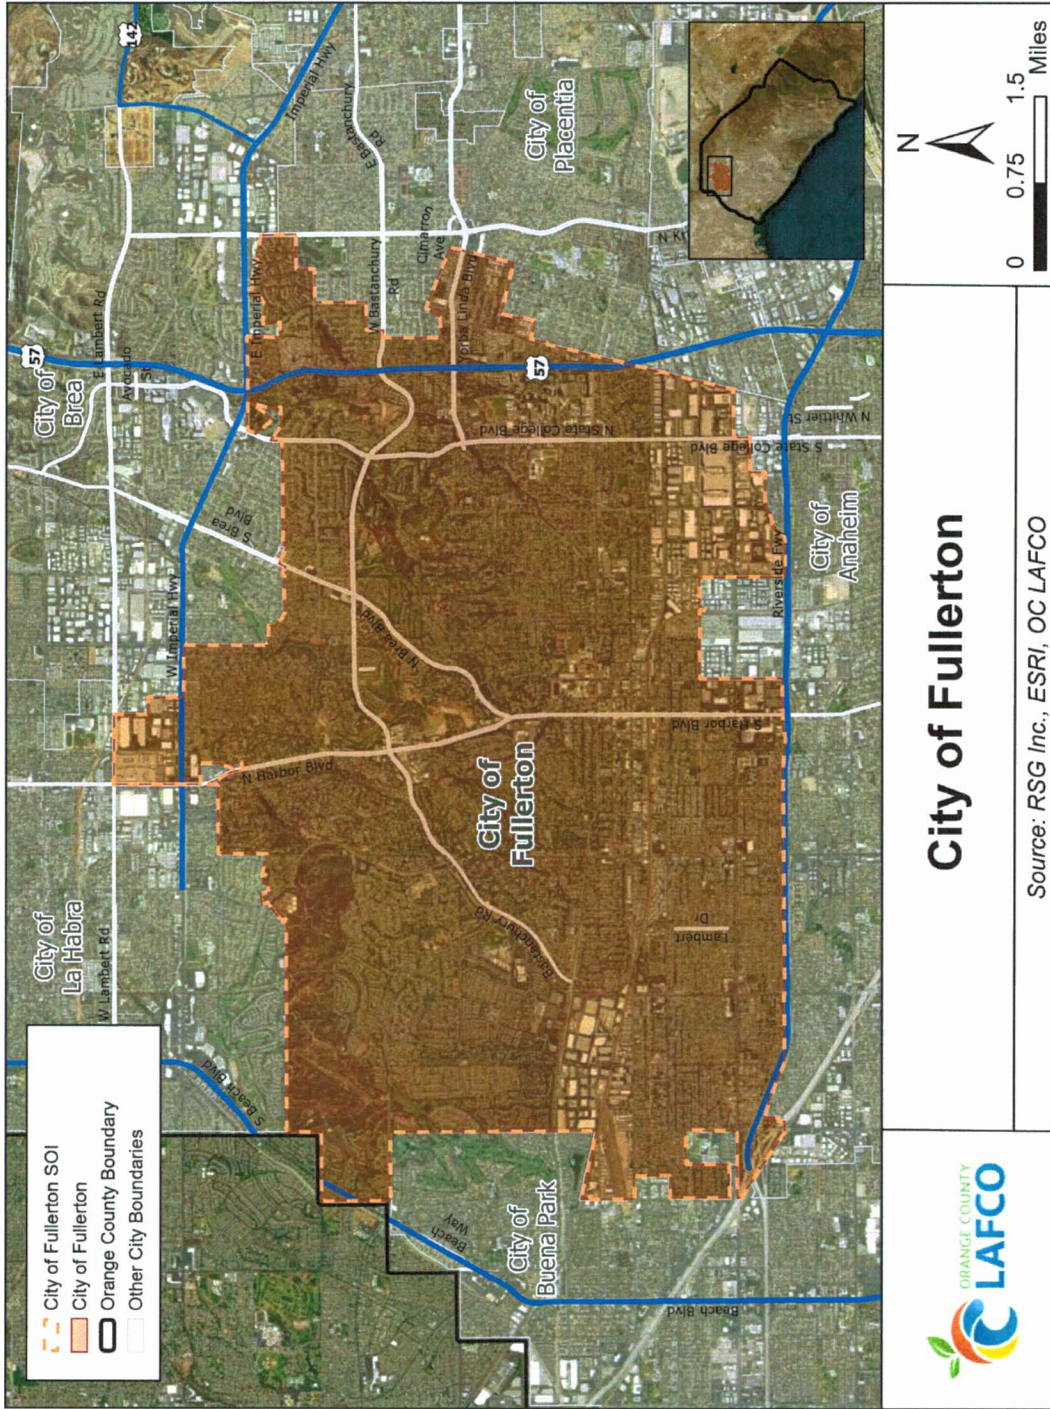 City of Fullerton SOI
City of Fullerton
Orange County Boundary
Other City Boundaries
City of
La Habra
W Lambert Rd
S Beach Blvd
W Imperial Hwy
City of
Brea
E Lambert Rd
Avocado
St
57
142
Imperial Hwy
S Brea
Blvd
E Imperial Hwy
N Harbor Blvd
N Brea Blvd
W Bastanchury
Rd
E Bastanchury
Rd
Cimarron
Ave
Yorba Linda Blvd
City of
Placentia
57
N State College Blvd
City of
Fullerton
Bastanchury Rd
Beach
Way
City of
Buena Park
Beach Blvd
Lambert
Dr
S Harbor Blvd
S State College Blvd
N Whittier St
Riverside Fwy
City of
Anaheim
ORANGE COUNTY
LAFCO
City of Fullerton
Source: RSG Inc., ESRI, OC LAFCO
N
0 0.75 1.5
Miles